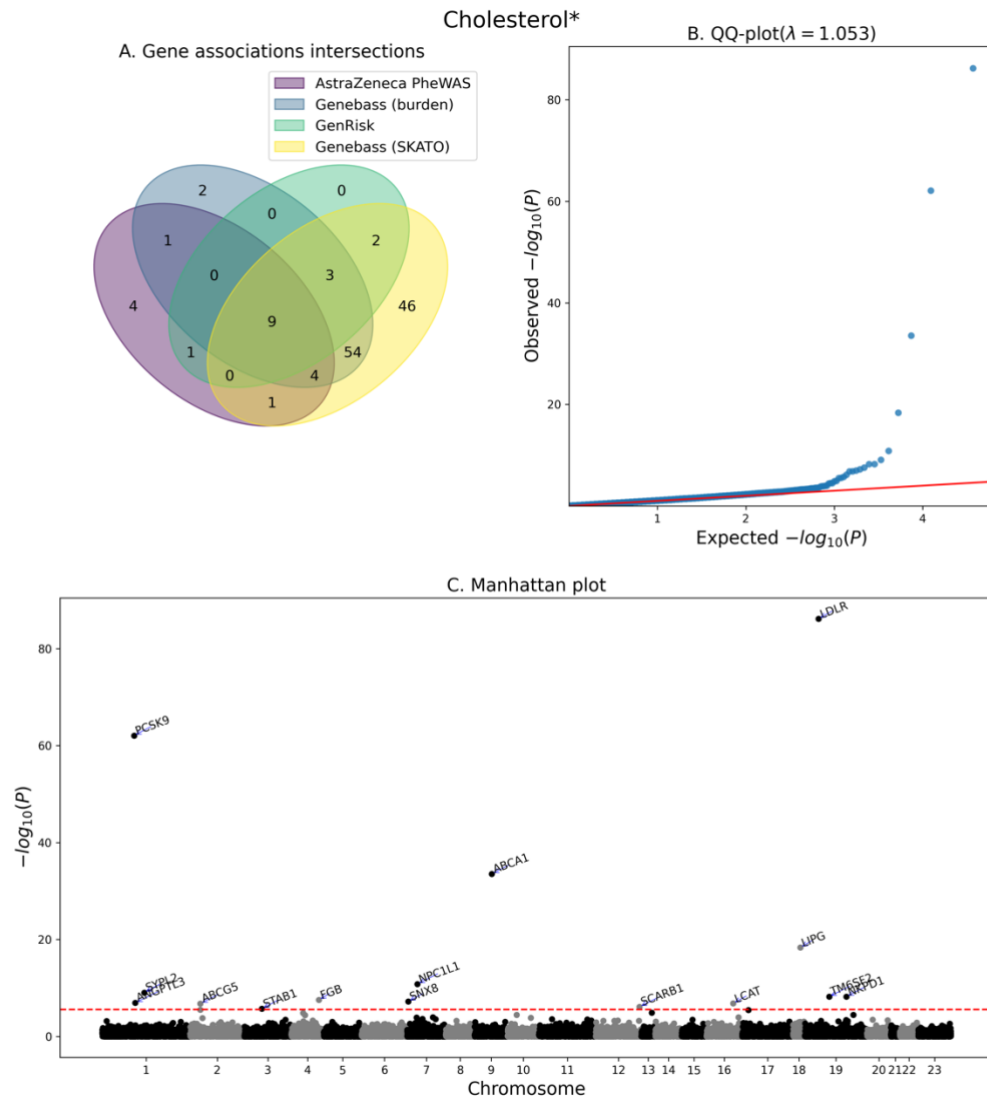 Cholesterol*
A. Gene associations intersections
AstraZeneca PheWAS
Genebass (burden)
GenRisk
Genebass (SKATO)
2
0
0
1
2
0
3
4
9
46
1
54
0
4
1
B. QQ-plot(λ = 1.053)
80
60
40
20
Observed −log10(P)
1
2
3
4
Expected −log10(P)
C. Manhattan plot
LDLR
PCSK9
ABCA1
LIPG
NPC1L1
SYPL2
ANGPTL3
ABCG5
STAB1
FGB
SNX8
SCARB1
LCAT
TM6SF2
NKPD1
80
60
40
20
0
−log10(P)
1
2
3
4
5
6
7
8
9
10
11
12
13
14
15
16
17
18
19
20
21
22
23
Chromosome